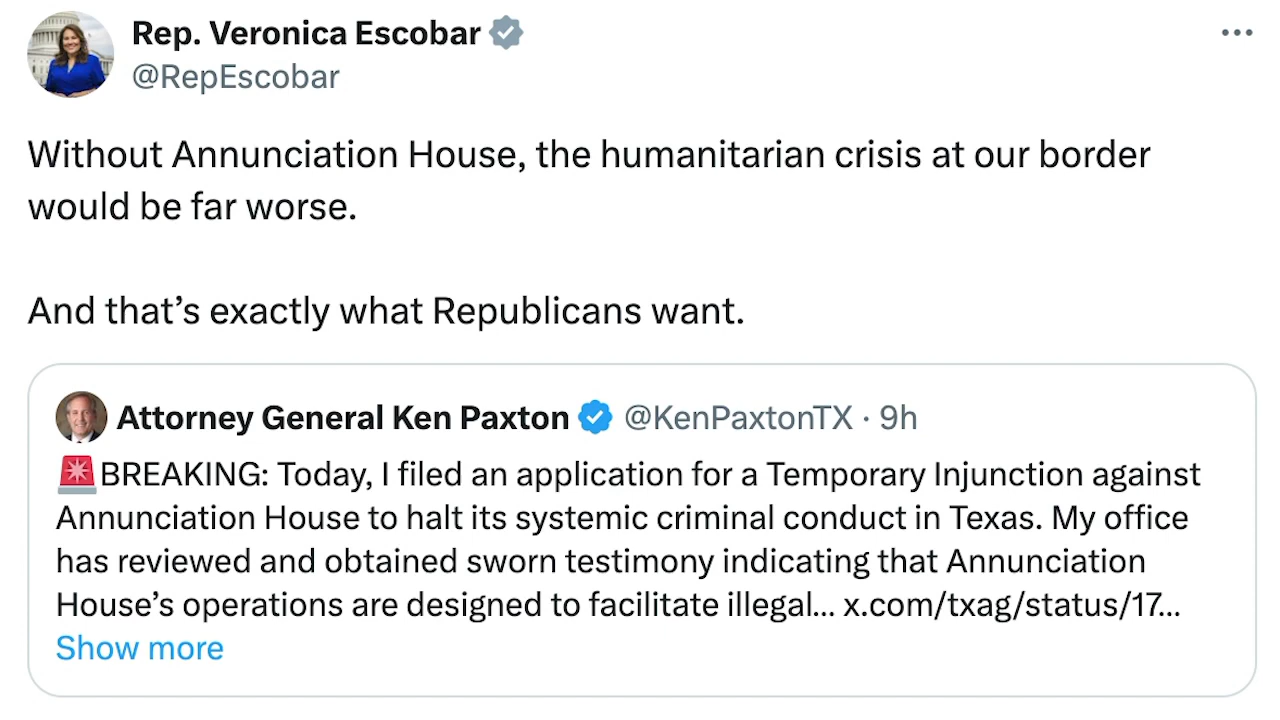 Rep. Veronica Escobar
@RepEscobar
Without Annunciation House, the humanitarian crisis at our border
would be far worse.
And that’s exactly what Republicans want.
Attorney General Ken Paxton @KenPaxtonTX · 9h
🚨BREAKING: Today, I filed an application for a Temporary Injunction against
Annunciation House to halt its systemic criminal conduct in Texas. My office
has reviewed and obtained sworn testimony indicating that Annunciation
House’s operations are designed to facilitate illegal... x.com/txag/status/17...
Show more